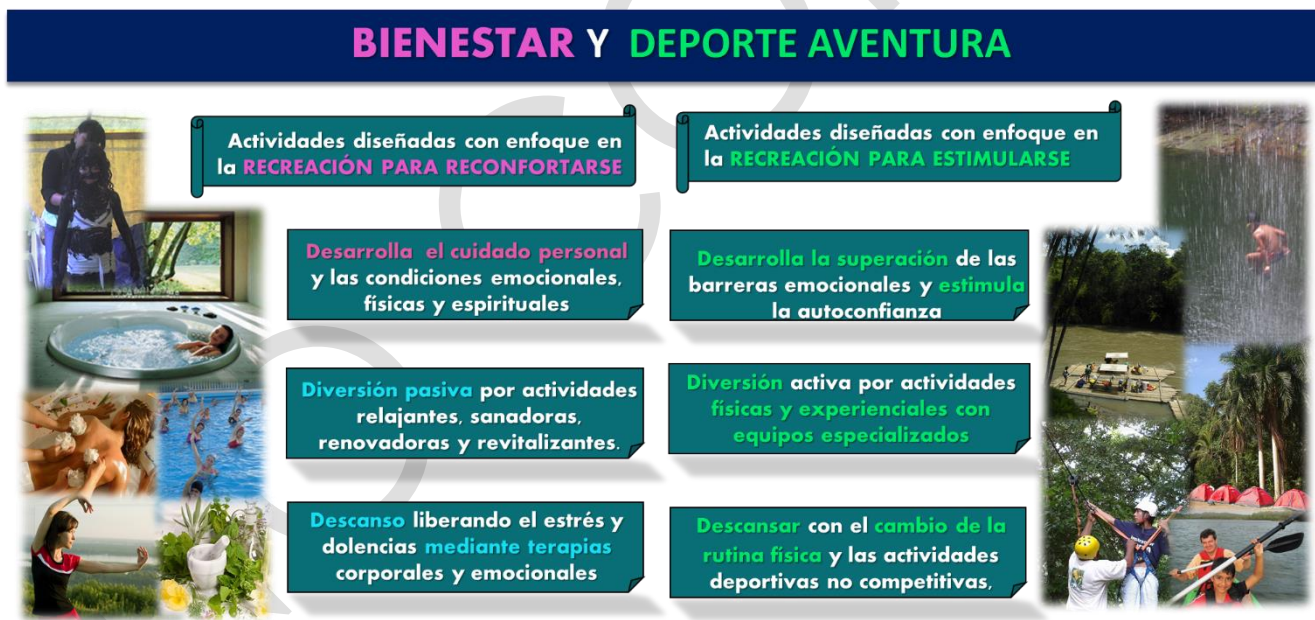 BIENESTAR Y DEPORTE AVENTURA
Actividades diseñadas con enfoque en
la RECREACIÓN PARA RECONFORTARSE
Desarrolla el cuidado personal
y las condiciones emocionales,
físicas y espirituales
Diversión pasiva por actividades
relajantes, sanadoras,
renovadoras y revitalizantes.
Descanso liberando el estrés y
dolencias mediante terapias
corporales y emocionales
Actividades diseñadas con enfoque en
la RECREACIÓN PARA ESTIMULARSE
Desarrolla la superación de las
barreras emocionales y estimula
la autoconfianza
Diversión activa por actividades
físicas y experienciales con
equipos especializados
Descansar con el cambio de la
rutina física y las actividades
deportivas no competitivas,